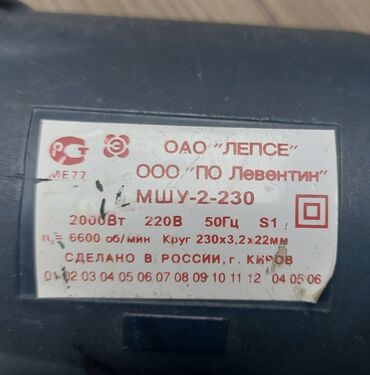 ОАО "ЛЕПСЕ"
МЕ77 ООО "ПО Левентин"
МШУ-2-230
2000Вт 220В 50Гц S1
n₀= 6600 об/мин Круг 230х3,2х22мм
СДЕЛАНО В РОССИИ, г. КИРОВ
01 02 03 04 05 06 07 08 09 10 11 12 04 05 06